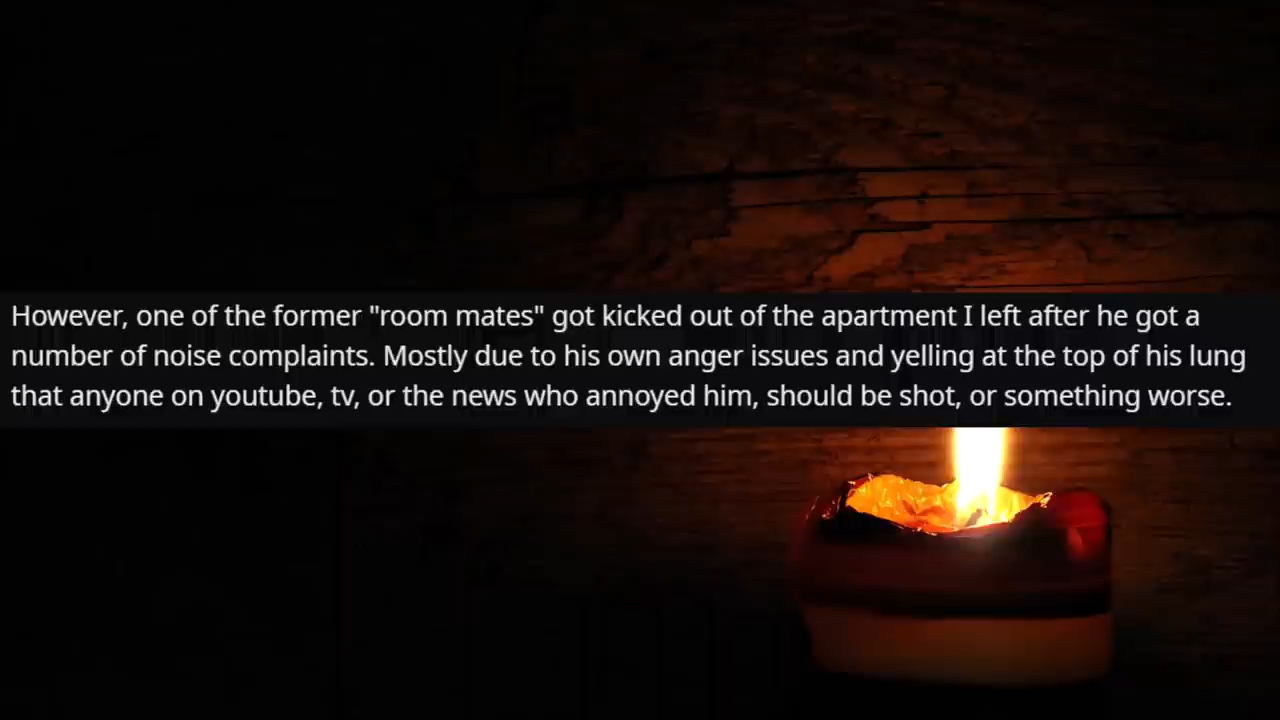 However, one of the former "room mates" got kicked out of the apartment I left after he got a
number of noise complaints. Mostly due to his own anger issues and yelling at the top of his lung
that anyone on youtube, tv, or the news who annoyed him, should be shot, or something worse.